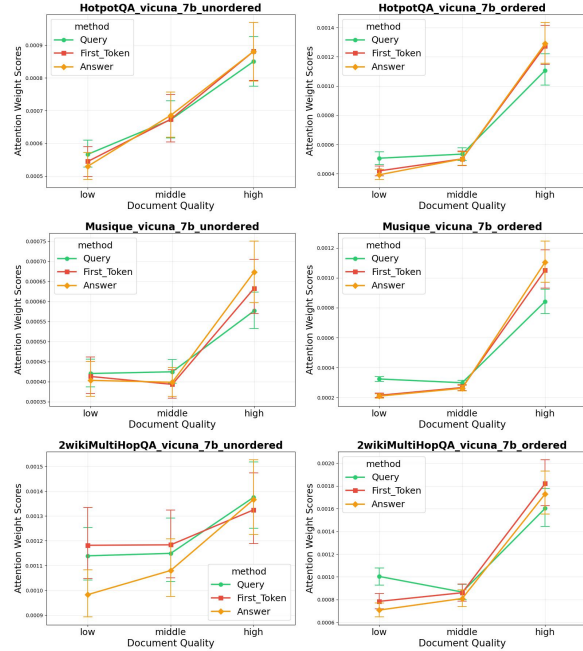 HotpotQA_vicuna_7b_unordered
Attention Weight Scores
0.0009
0.0008
0.0007
0.0006
0.0005
method
Query
First_Token
Answer
low middle high
Document Quality
HotpotQA_vicuna_7b_ordered
Attention Weight Scores
0.0014
0.0012
0.0010
0.0008
0.0006
0.0004
method
Query
First_Token
Answer
low middle high
Document Quality
Musique_vicuna_7b_unordered
Attention Weight Scores
0.00075
0.00070
0.00065
0.00060
0.00055
0.00050
0.00045
0.00040
0.00035
method
Query
First_Token
Answer
low middle high
Document Quality
Musique_vicuna_7b_ordered
Attention Weight Scores
0.0012
0.0010
0.0008
0.0006
0.0004
0.0002
method
Query
First_Token
Answer
low middle high
Document Quality
2wikiMultiHopQA_vicuna_7b_unordered
Attention Weight Scores
0.0015
0.0014
0.0013
0.0012
0.0011
0.0010
0.0009
method
Query
First_Token
Answer
low middle high
Document Quality
2wikiMultiHopQA_vicuna_7b_ordered
Attention Weight Scores
0.0020
0.0018
0.0016
0.0014
0.0012
0.0010
0.0008
0.0006
method
Query
First_Token
Answer
low middle high
Document Quality